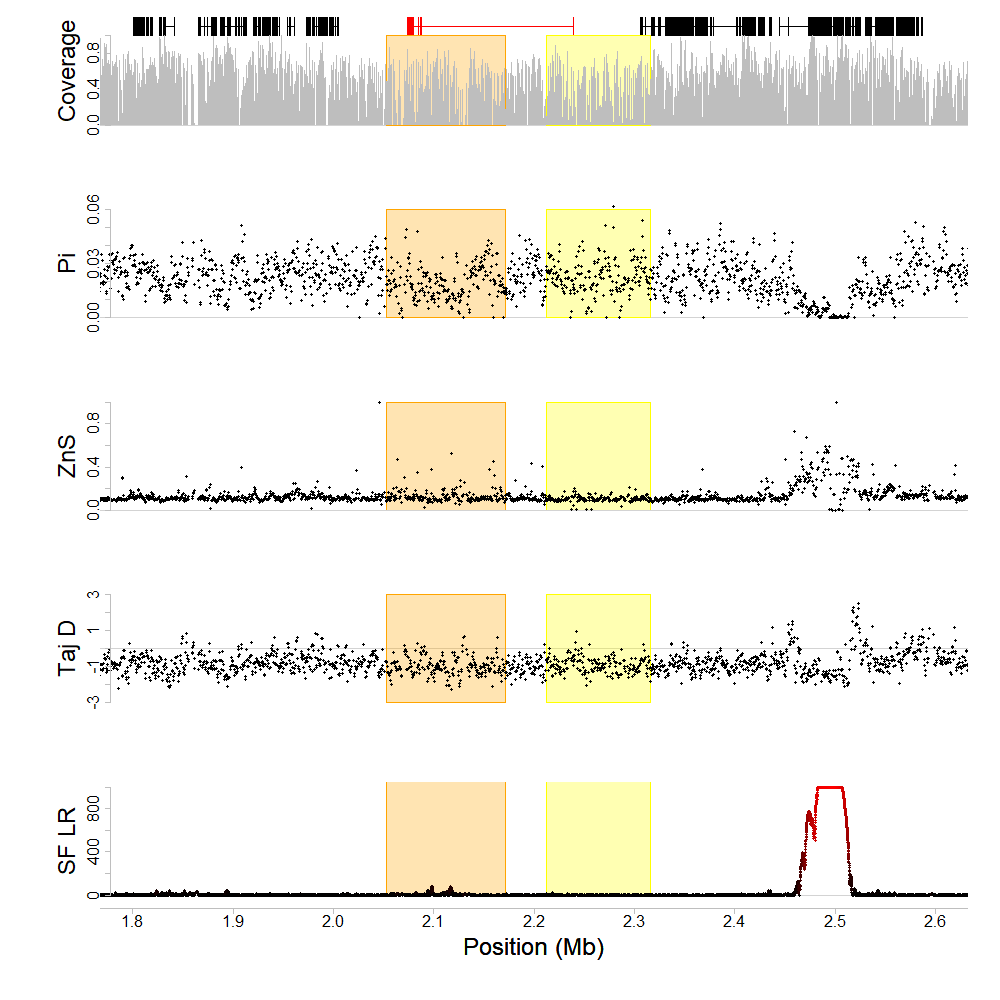 Coverage
0.0 0.4 0.8
Pi
0.00 0.03 0.06
ZnS
0.0 0.4 0.8
Taj D
-3 -1 1 3
SF LR
0 400 800
1.8 1.9 2.0 2.1 2.2 2.3 2.4 2.5 2.6
Position (Mb)